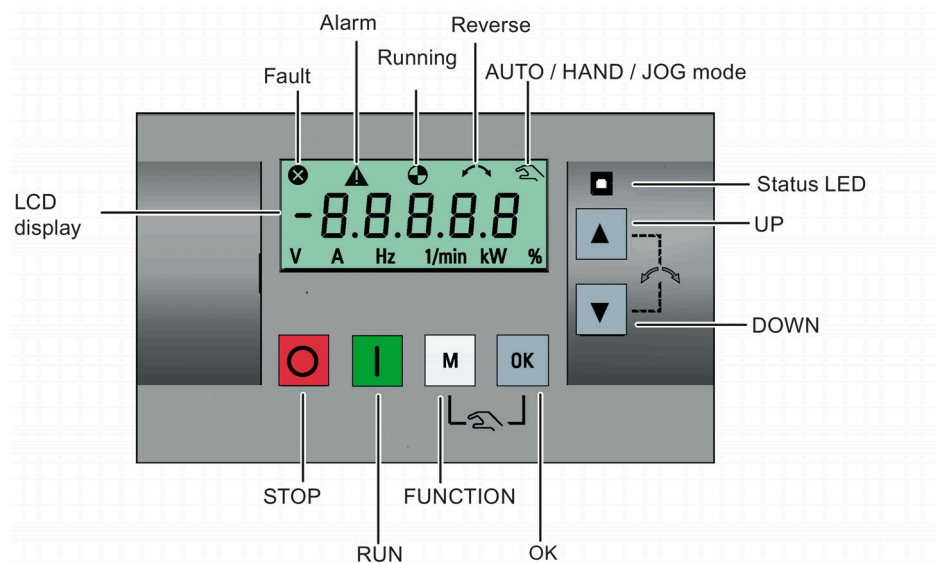 Alarm
Reverse
Running
Fault
AUTO / HAND / JOG mode
LCD
display
-8.8.8.8.8
V A Hz 1/min kW %
Status LED
UP
DOWN
M
OK
STOP
FUNCTION
RUN
OK